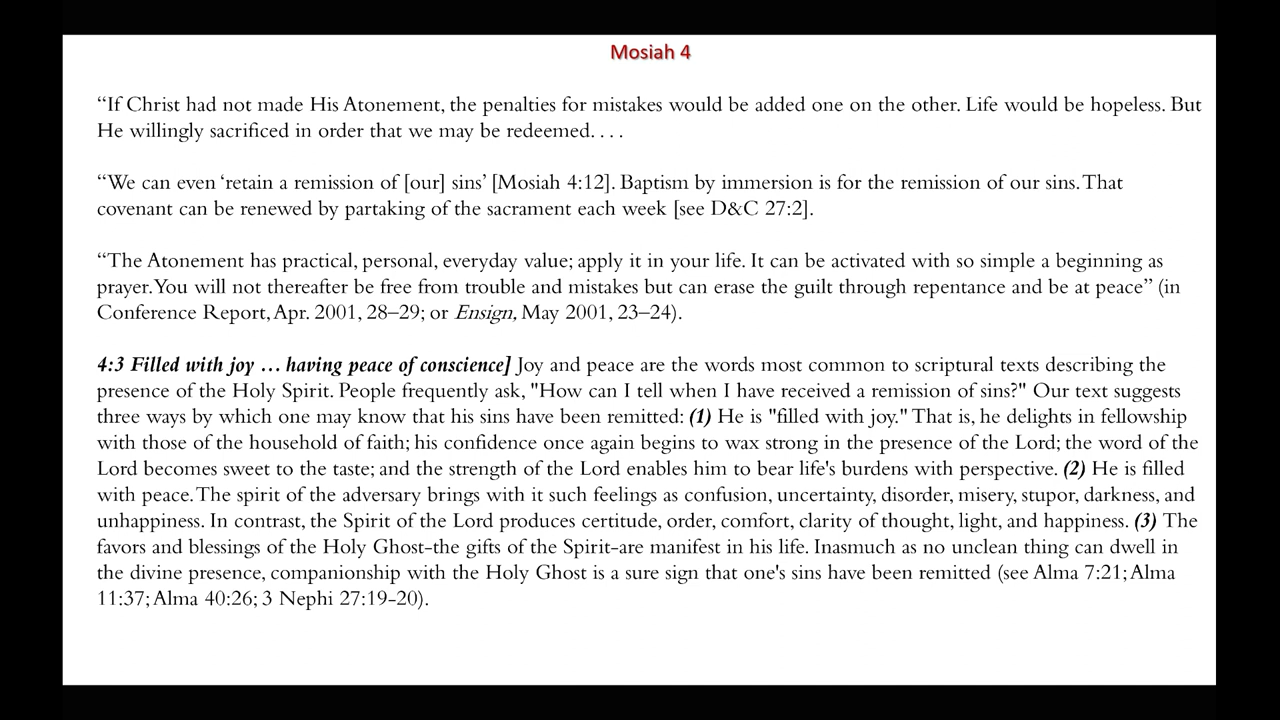 Mosiah 4
“If Christ had not made His Atonement, the penalties for mistakes would be added one on the other. Life would be hopeless. But
He willingly sacrificed in order that we may be redeemed. . . .
“We can even ‘retain a remission of [our] sins’ [Mosiah 4:12]. Baptism by immersion is for the remission of our sins. That
covenant can be renewed by partaking of the sacrament each week [see D&C 27:2].
“The Atonement has practical, personal, everyday value; apply it in your life. It can be activated with so simple a beginning as
prayer. You will not thereafter be free from trouble and mistakes but can erase the guilt through repentance and be at peace” (in
Conference Report, Apr. 2001, 28–29; or Ensign, May 2001, 23–24).
4:3 Filled with joy … having peace of conscience] Joy and peace are the words most common to scriptural texts describing the
presence of the Holy Spirit. People frequently ask, "How can I tell when I have received a remission of sins?" Our text suggests
three ways by which one may know that his sins have been remitted: (1) He is "filled with joy." That is, he delights in fellowship
with those of the household of faith; his confidence once again begins to wax strong in the presence of the Lord; the word of the
Lord becomes sweet to the taste; and the strength of the Lord enables him to bear life's burdens with perspective. (2) He is filled
with peace. The spirit of the adversary brings with it such feelings as confusion, uncertainty, disorder, misery, stupor, darkness, and
unhappiness. In contrast, the Spirit of the Lord produces certitude, order, comfort, clarity of thought, light, and happiness. (3) The
favors and blessings of the Holy Ghost-the gifts of the Spirit-are manifest in his life. Inasmuch as no unclean thing can dwell in
the divine presence, companionship with the Holy Ghost is a sure sign that one's sins have been remitted (see Alma 7:21; Alma
11:37; Alma 40:26; 3 Nephi 27:19-20).